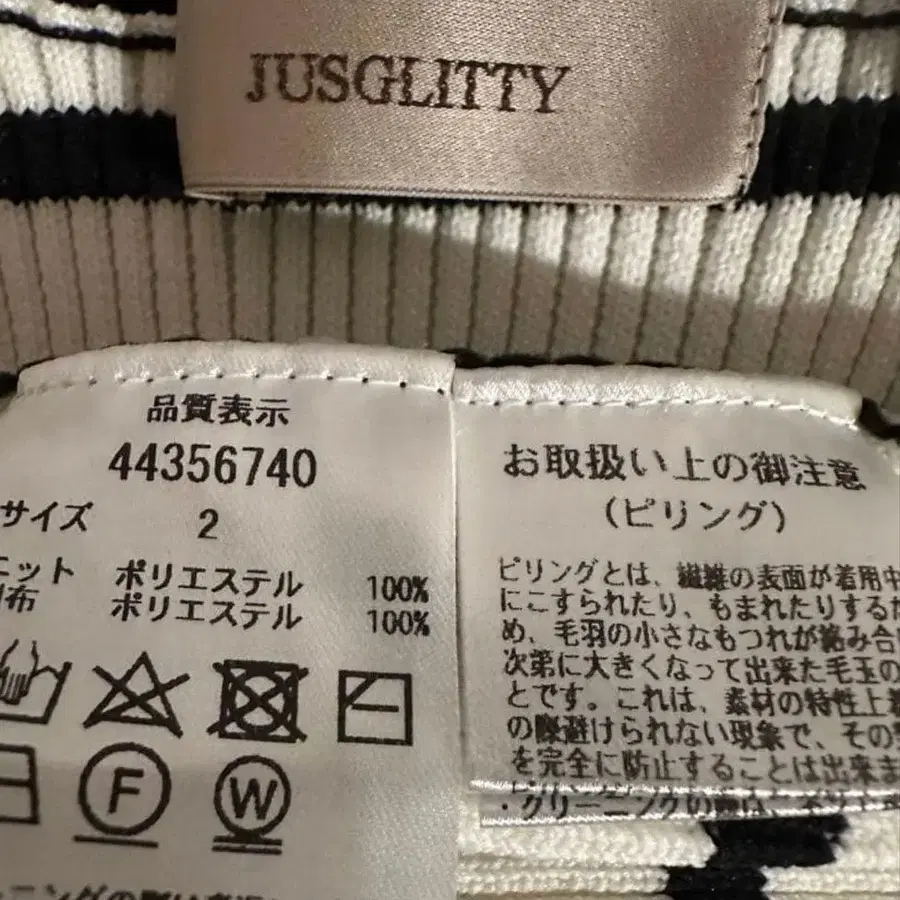 JUSGLITTY
品質表示
44356740
サイズ 2
ニット ポリエステル 100%
布 ポリエステル 100%
F
W
お取扱い上の御注意
(ピリング)
ピリングとは、繊維の表面が着用中
にこすられたり、もまれたりするた
め、毛羽の小さなもつれが絡み合い
次第に大きくなって出来た毛玉の
とです。これは、素材の特性上着
の際避けられない現象で、その
を完全に防止することは出来ま
・クリーニングの際は、